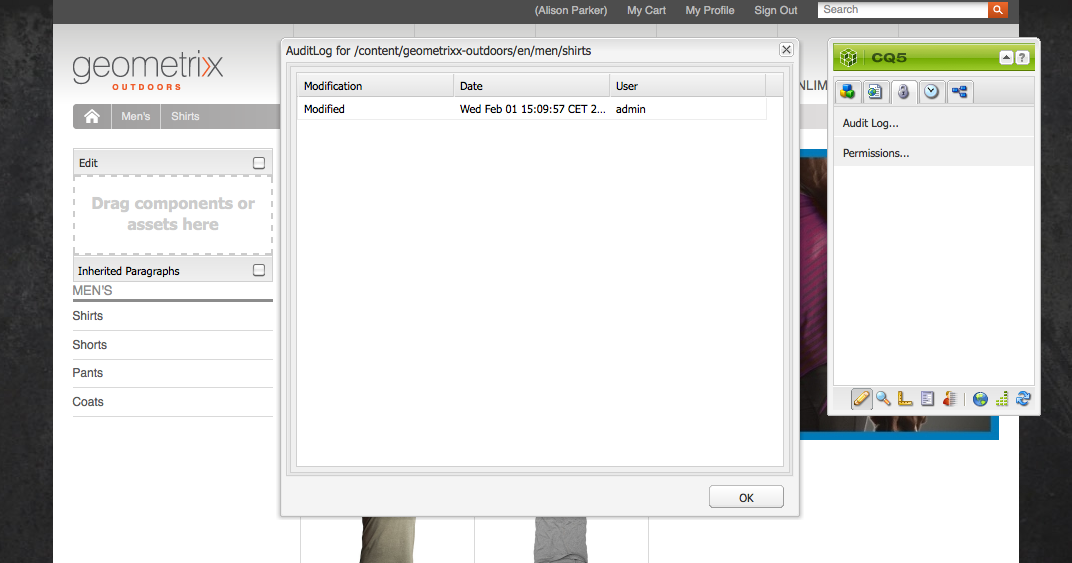 (Alison Parker) My Cart My Profile Sign Out Search
geometrixx
OUTDOORS
NLIM
Men's Shirts
Edit
Drag components or
assets here
Inherited Paragraphs
MEN'S
Shirts
Shorts
Pants
Coats
AuditLog for /content/geometrixx-outdoors/en/men/shirts
Modification Date User
Modified Wed Feb 01 15:09:57 CET 2... admin
OK
CQ5
?
Audit Log...
Permissions...